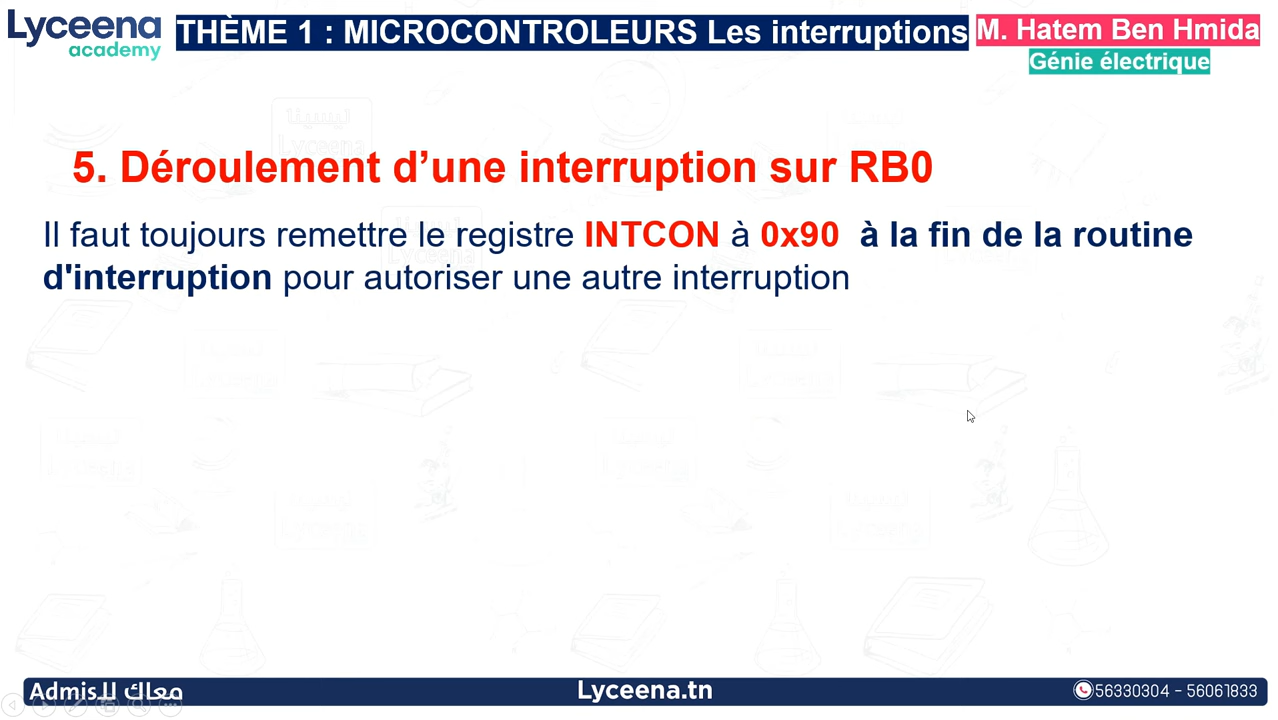 Lyceena
academy
THÈME 1 : MICROCONTROLEURS Les interruptions
M. Hatem Ben Hmida
Génie électrique
5. Déroulement d’une interruption sur RB0
Il faut toujours remettre le registre INTCON à 0x90 à la fin de la routine
d'interruption pour autoriser une autre interruption
Admis معاك للـ
Lyceena.tn
56330304 - 56061833